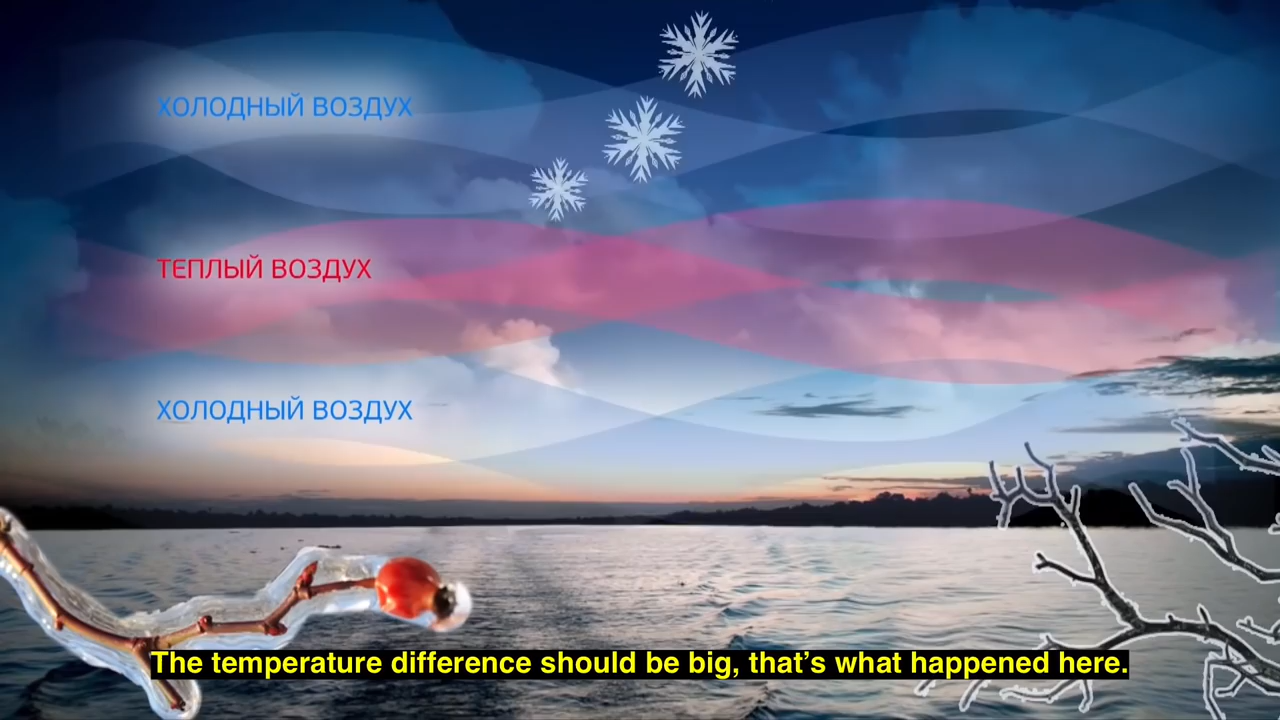 ХОЛОДНЫЙ ВОЗДУХ
ТЕПЛЫЙ ВОЗДУХ
ХОЛОДНЫЙ ВОЗДУХ
The temperature difference should be big, that’s what happened here.